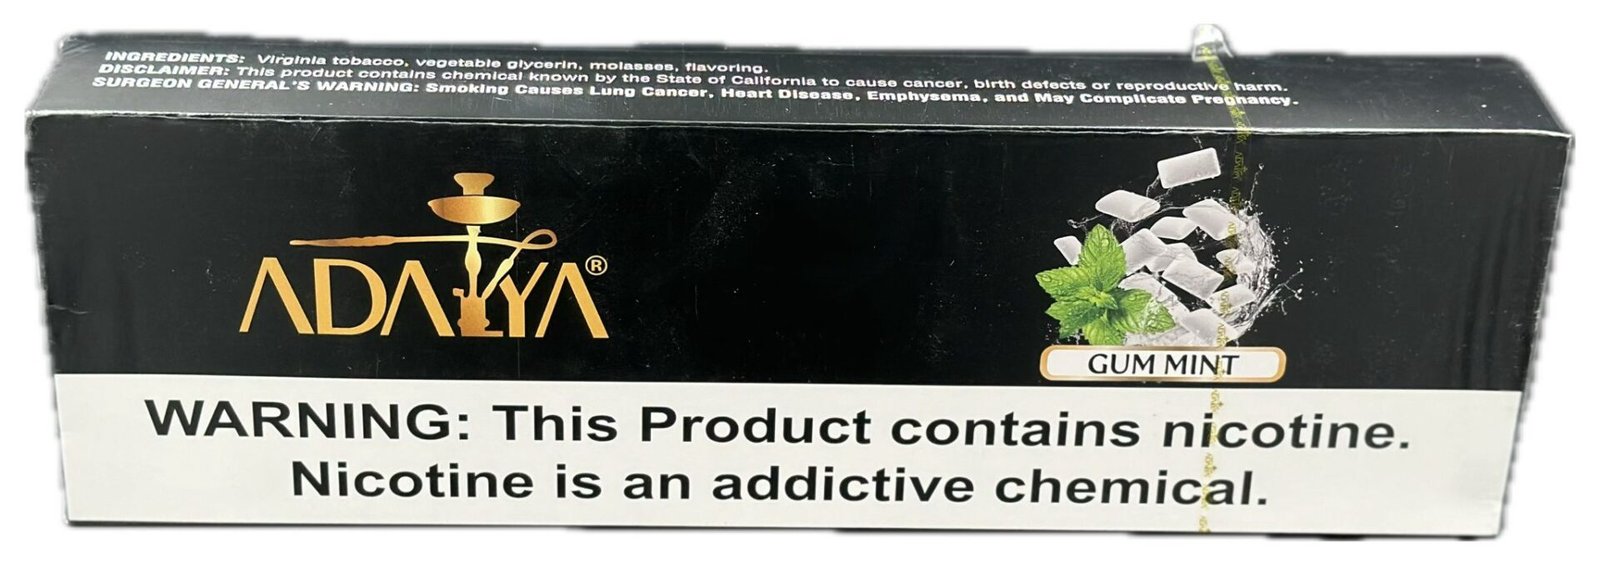 INGREDIENTS: Virginia tobacco, vegetable glycerin, molasses, flavoring.
DISCLAIMER: This product contains chemical known by the State of California to cause cancer, birth defects or reproductive harm.
SURGEON GENERAL'S WARNING: Smoking Causes Lung Cancer, Heart Disease, Emphysema, and May Complicate Pregnancy.
ADALYA®
GUM MINT
WARNING: This Product contains nicotine.
Nicotine is an addictive chemical.